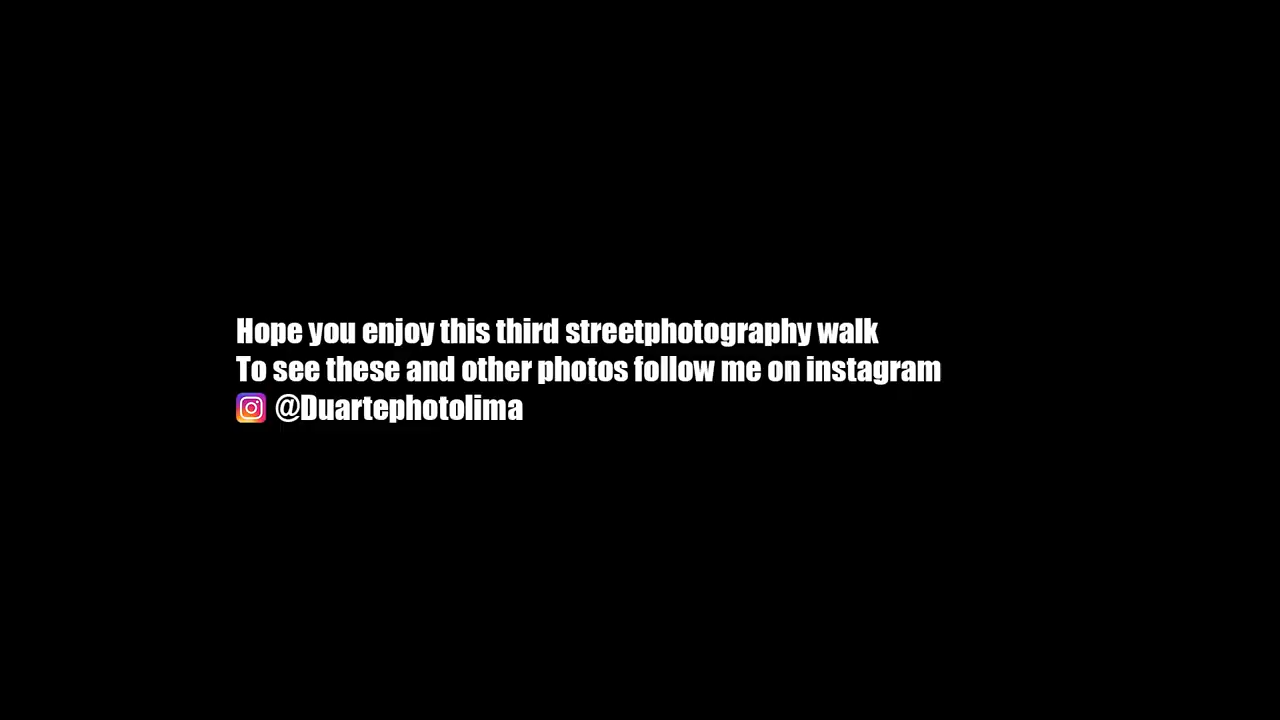 Hope you enjoy this third streetphotography walk
To see these and other photos follow me on instagram
@Duartephotolima